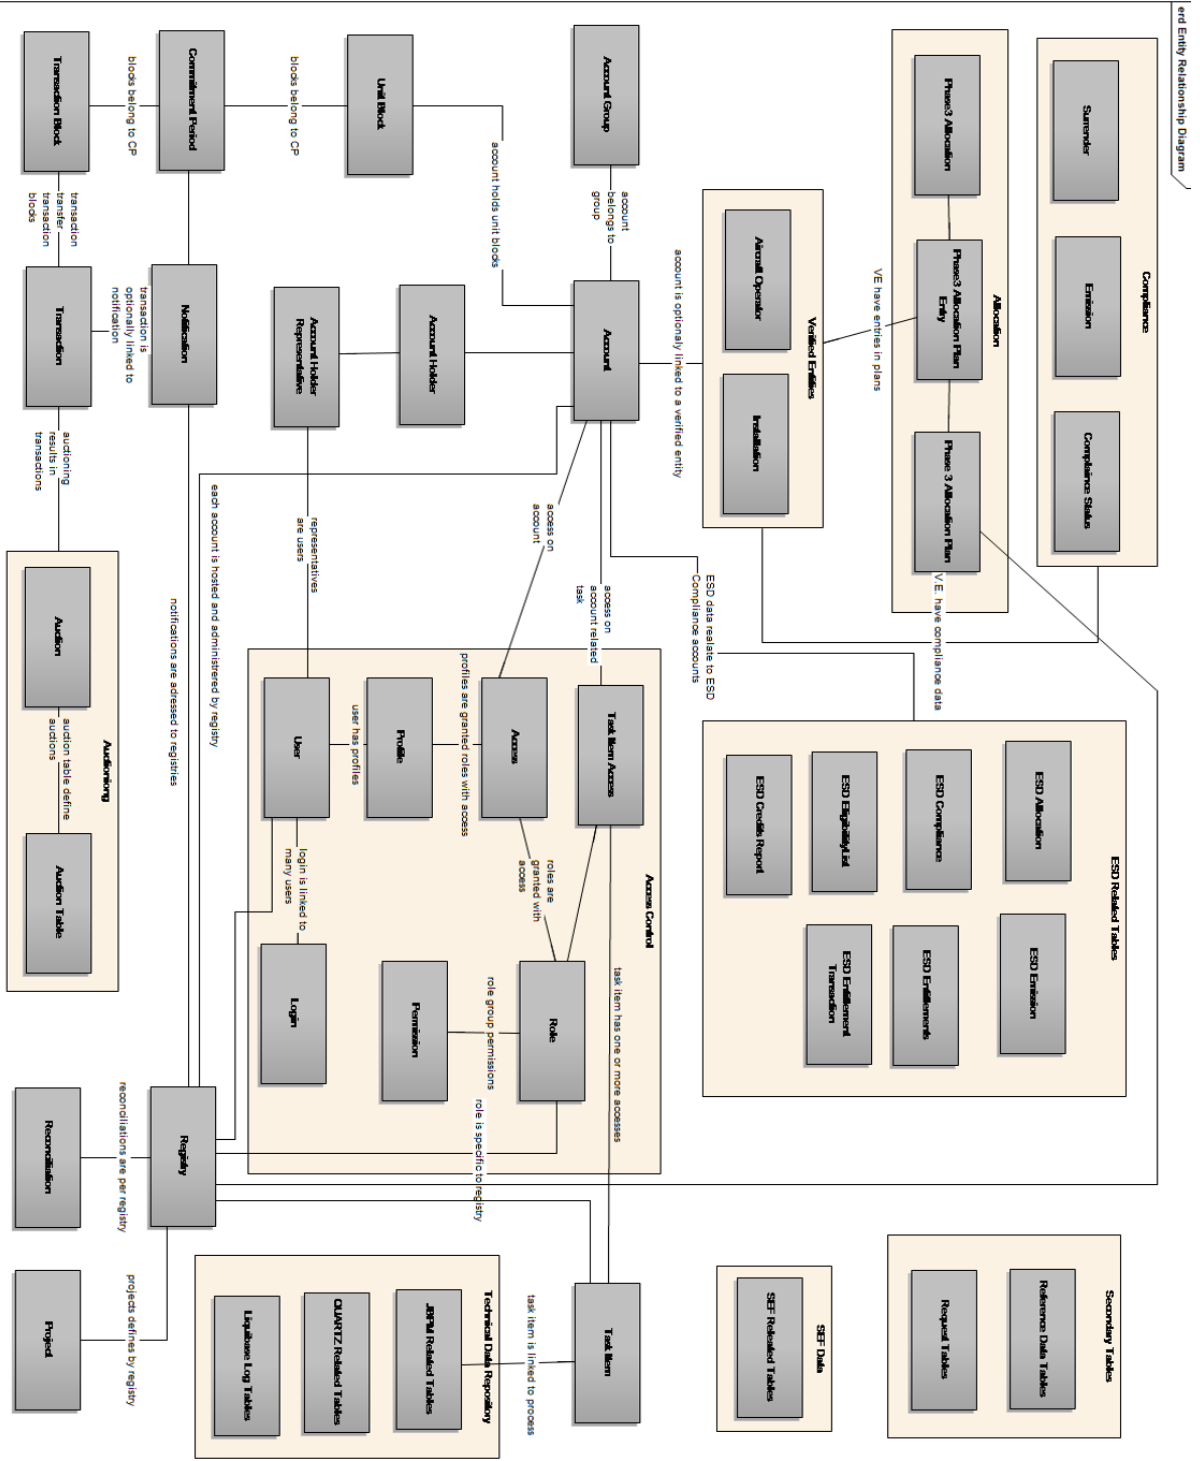 erd Entity Relationship Diagram
Compliance
Surrender
Emission
Complaince Status
Allocation
Phase3 Allocation
Phase3 Allocation Plan
Entry
Phase 3 Allocation Plan
VE have entries in plans
V.E. have compliance data
Verified Entities
Aircraft Operator
Installation
account is optionaly linked to a verified entity
Account Group
account
belongs to
group
Account
Unit Block
account holds unit blocks
blocks belong to CP
Commitment Period
blocks belong to CP
Transaction Block
transaction
transfer
transaction
blocks
Transaction
transaction is
optionally linked to
notification
Notification
Account Holder
Account Holder
Representative
auctioning
results in
transactions
representatives
are users
access on
account
access on
account related
task
ESD data realate to ESD
Compliance accounts
each account is hosted and administrered by registry
notifications are adressed to registries
Auctioniong
Auction
auction table define
auctions
Auction Table
Access Control
Task Item Access
Access
profiles are granted roles with access
Profile
user has profiles
User
login is linked to
many users
Login
roles are
granted with
access
Role
role group permissions
Permission
role is specific to registry
task item has one or more accesses
ESD Related Tables
ESD Allocation
ESD Compliance
ESD EligibilityList
ESD Credits Report
ESD Emission
ESD Entitlements
ESD Entitlement
Transaction
Registry
reconciliations are per registry
Reconciliation
projects defines by registry
Project
Technical Data Repository
JBPM Related Tables
QUARTZ Related Tables
Liquibase Log Tables
task item is linked to process
Task Item
SEF Data
SEF Releated Tables
Secondary Tables
Reference Data Tables
Request Tables